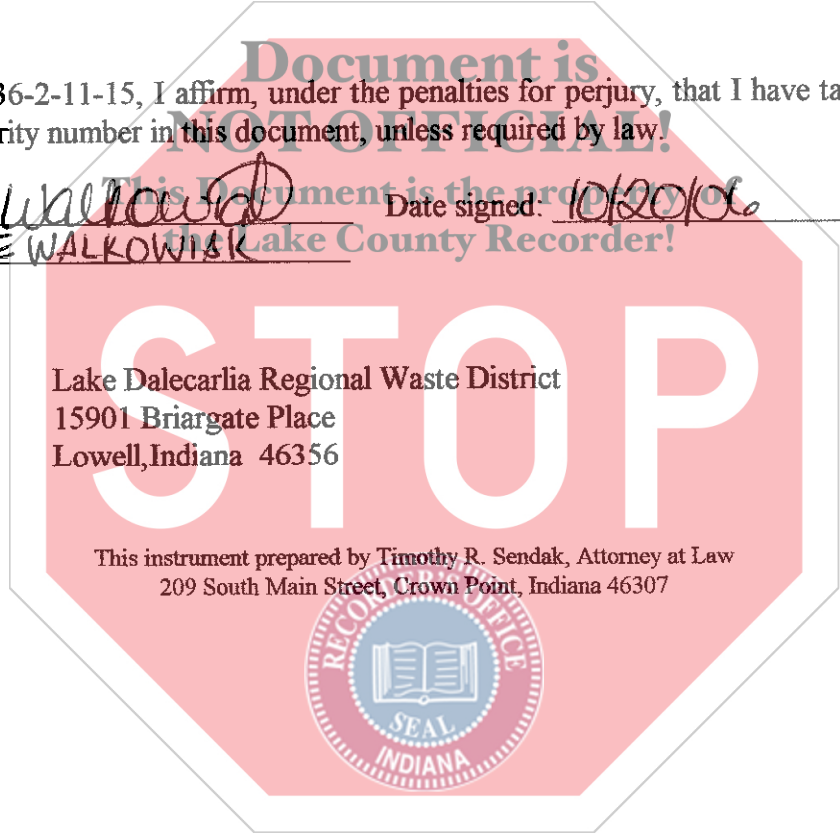 Document is
36-2-11-15, I affirm, under the penalties for perjury, that I have ta
rity number in this document, unless required by law.
NOT OFFICIAL!
This Document is the property of
Walkowiak Date signed: 10/20/06
the Lake County Recorder!
E WALKOWIAK
STOP
Lake Dalecarlia Regional Waste District
15901 Briargate Place
Lowell,Indiana 46356
This instrument prepared by Timothy R. Sendak, Attorney at Law
209 South Main Street, Crown Point, Indiana 46307
RECORDER'S OFFICE
SEAL
INDIANA